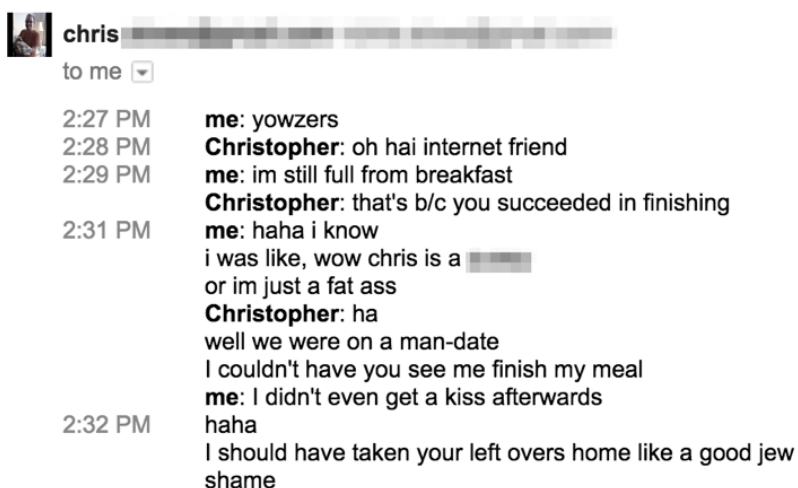 chris
to me
2:27 PM me: yowzers
2:28 PM Christopher: oh hai internet friend
2:29 PM me: im still full from breakfast
Christopher: that's b/c you succeeded in finishing
2:31 PM me: haha i know
i was like, wow chris is a
or im just a fat ass
Christopher: ha
well we were on a man-date
I couldn't have you see me finish my meal
me: I didn't even get a kiss afterwards
2:32 PM haha
I should have taken your left overs home like a good jew
shame